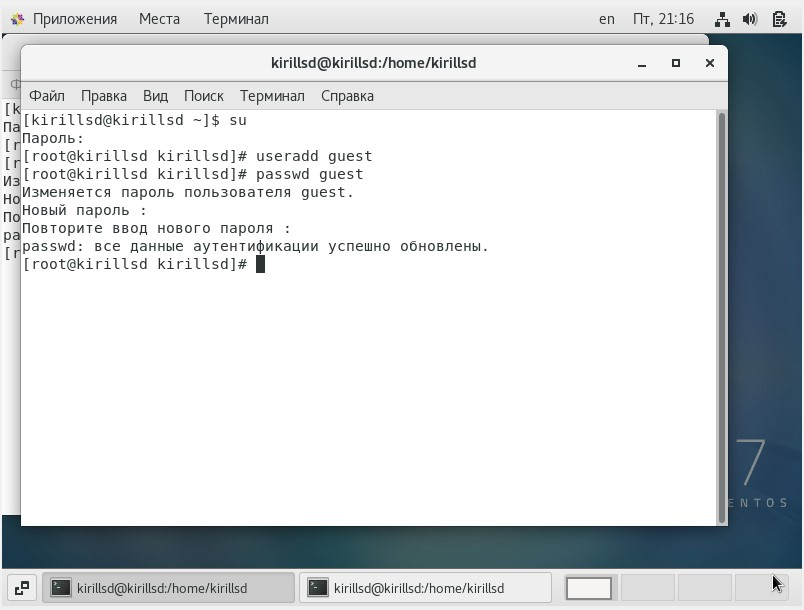 Приложения Места Терминал en Пт, 21:16
kirillsd@kirillsd:/home/kirillsd
Файл Правка Вид Поиск Терминал Справка
[kirillsd@kirillsd ~]$ su
Пароль:
[root@kirillsd kirillsd]# useradd guest
[root@kirillsd kirillsd]# passwd guest
Изменяется пароль пользователя guest.
Новый пароль :
Повторите ввод нового пароля :
passwd: все данные аутентификации успешно обновлены.
[root@kirillsd kirillsd]#
Ф
[k
Па
[r
[r
Из
Но
По
pa
[r
7
ENTOS
kirillsd@kirillsd:/home/kirillsd kirillsd@kirillsd:/home/kirillsd